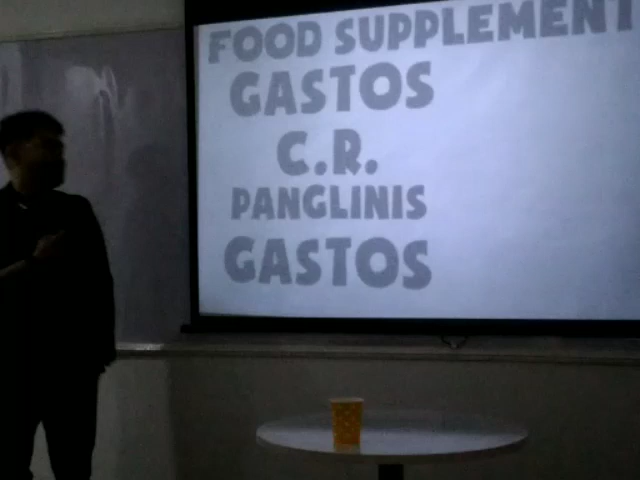 FOOD SUPPLEMENT
GASTOS
C.R.
PANGLINIS
GASTOS